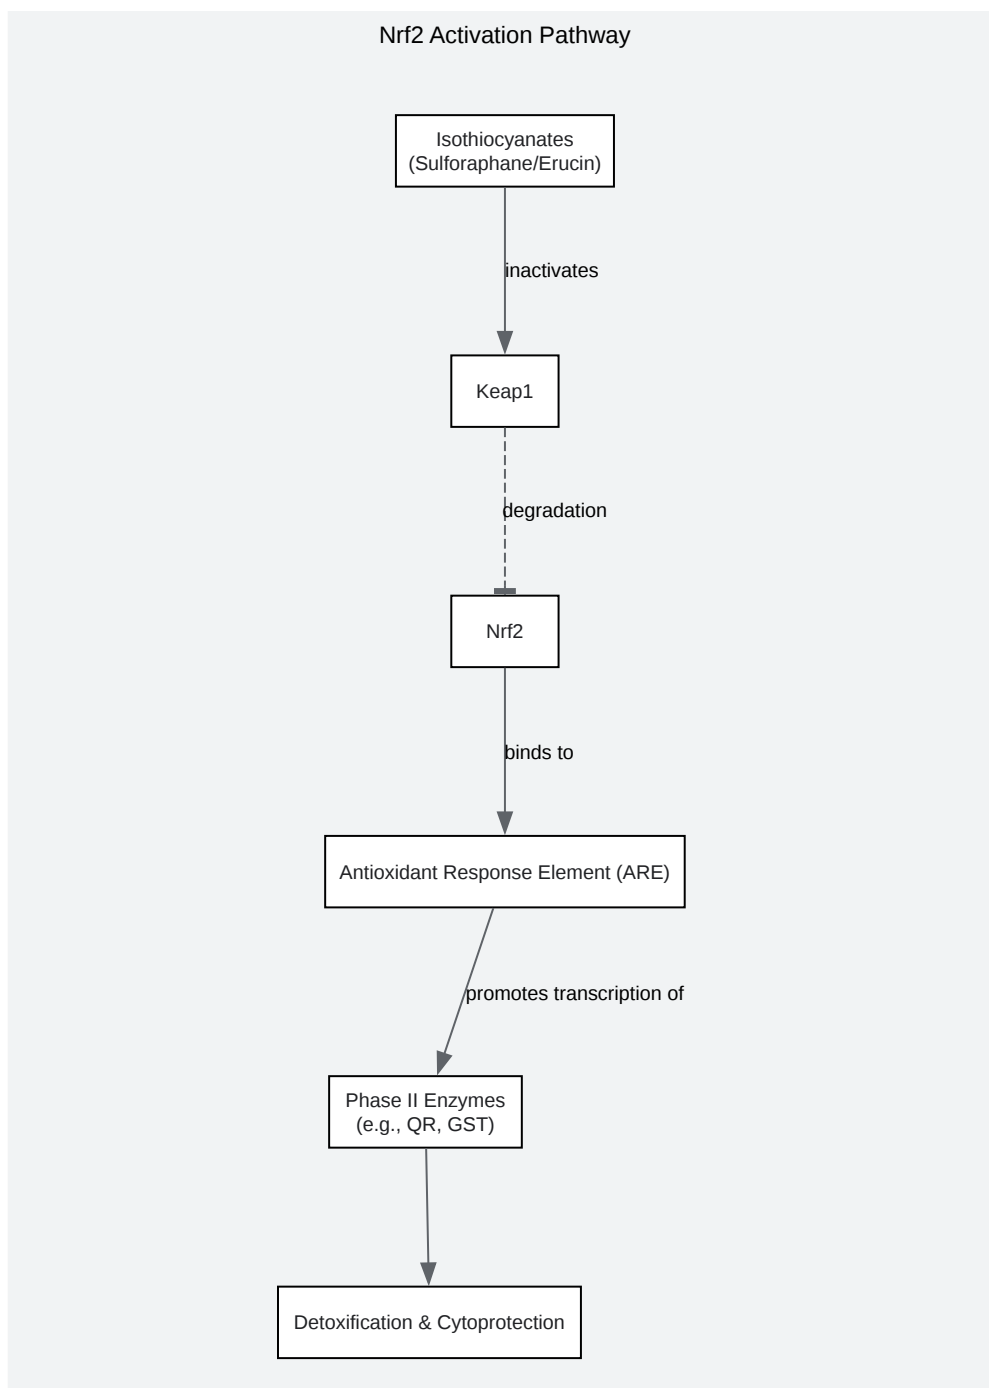 Nrf2 Activation Pathway
Isothiocyanates
(Sulforaphane/Erucin)
inactivates
Keap1
degradation
Nrf2
binds to
Antioxidant Response Element (ARE)
promotes transcription of
Phase II Enzymes
(e.g., QR, GST)
Detoxification & Cytoprotection